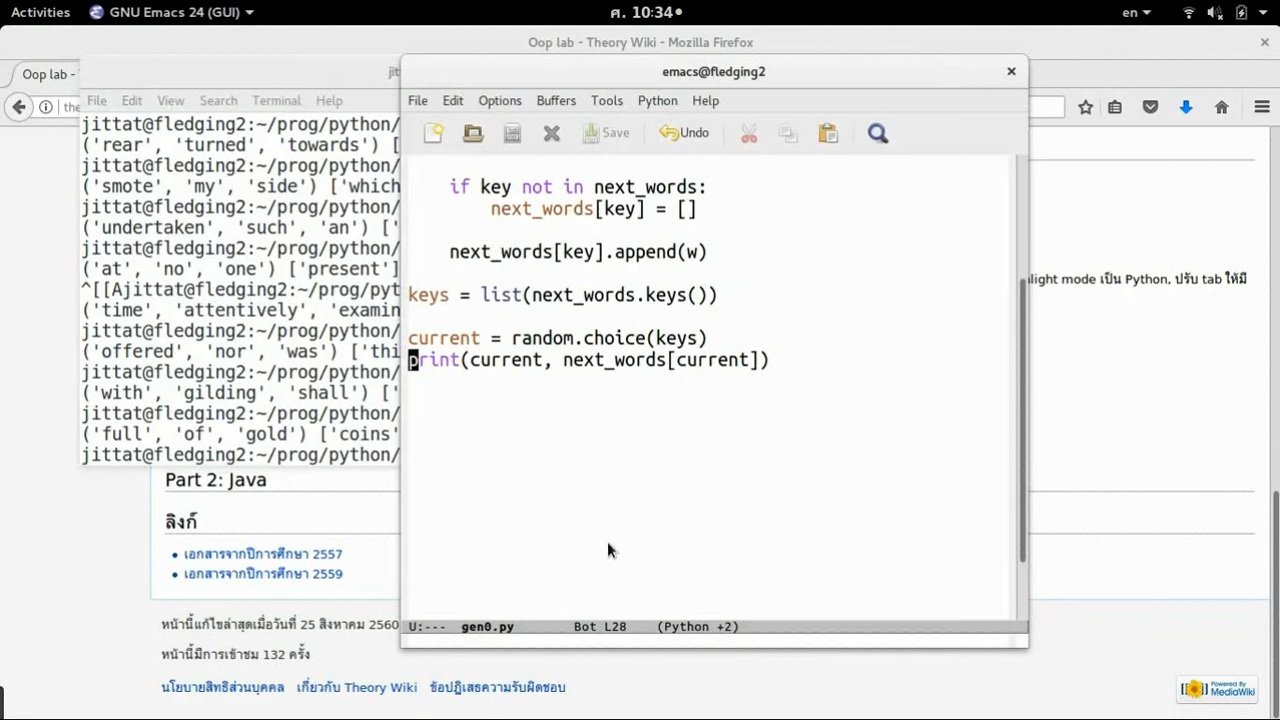 Activities GNU Emacs 24 (GUI) ศ. 10:34 en
Oop lab - Theory Wiki - Mozilla Firefox
Oop lab - jit emacs@fledging2
File Edit View Search Terminal Help
File Edit Options Buffers Tools Python Help
Save Undo
the
jittat@fledging2:~/prog/python/
('rear', 'turned', 'towards') [
jittat@fledging2:~/prog/python/
('smote', 'my', 'side') ['which
jittat@fledging2:~/prog/python/
('undertaken', 'such', 'an') ['
jittat@fledging2:~/prog/python/
('at', 'no', 'one') ['present']
^[[Ajittat@fledging2:~/prog/pyt
('time', 'attentively', 'examin
jittat@fledging2:~/prog/python/
('offered', 'nor', 'was') ['thi
jittat@fledging2:~/prog/python/
('with', 'gilding', 'shall') ['
jittat@fledging2:~/prog/python/
('full', 'of', 'gold') ['coins'
jittat@fledging2:~/prog/python/
if key not in next_words:
next_words[key] = []
next_words[key].append(w)
keys = list(next_words.keys())
current = random.choice(keys)
print(current, next_words[current])
U:--- gen0.py Bot L28 (Python +2)
light mode เป็น Python, ปรับ tab ให้มี
Part 2: Java
ลิงก์
เอกสารจากปีการศึกษา 2557
เอกสารจากปีการศึกษา 2559
หน้านี้แก้ไขล่าสุดเมื่อวันที่ 25 สิงหาคม 2560
หน้านี้มีการเข้าชม 132 ครั้ง
นโยบายสิทธิส่วนบุคคล เกี่ยวกับ Theory Wiki ข้อปฏิเสธความรับผิดชอบ
Powered By
MediaWiki